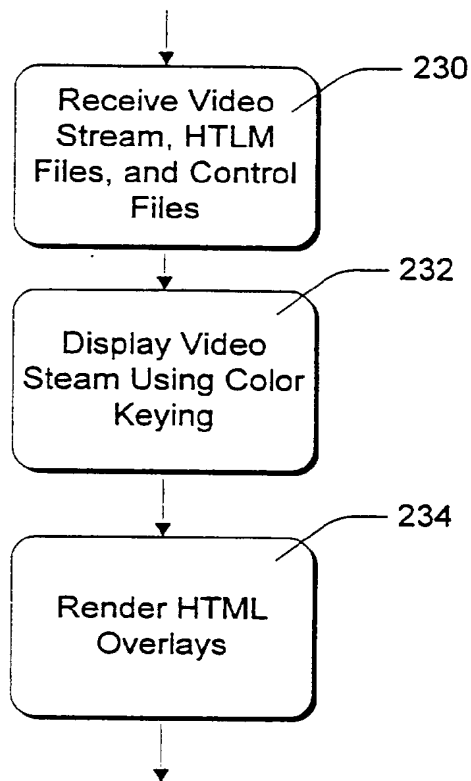 230
Receive Video
Stream, HTLM
Files, and Control
Files
232
Display Video
Steam Using Color
Keying
234
Render HTML
Overlays